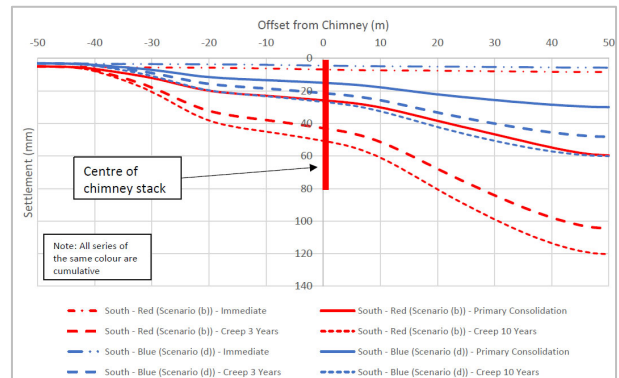 Offset from Chimney (m)
-50 -40 -30 -20 -10 0 10 20 30 40 50
0
20
40
60
80
100
120
140
Settlement (mm)
Centre of
chimney stack
Note: All series of
the same colour are
cumulative
South - Red (Scenario (b)) - Immediate
South - Red (Scenario (b)) - Primary Consolidation
South - Red (Scenario (b)) - Creep 3 Years
South - Red (Scenario (b)) - Creep 10 Years
South - Blue (Scenario (d)) - Immediate
South - Blue (Scenario (d)) - Primary Consolidation
South - Blue (Scenario (d)) - Creep 3 Years
South - Blue (Scenario (d)) - Creep 10 Years